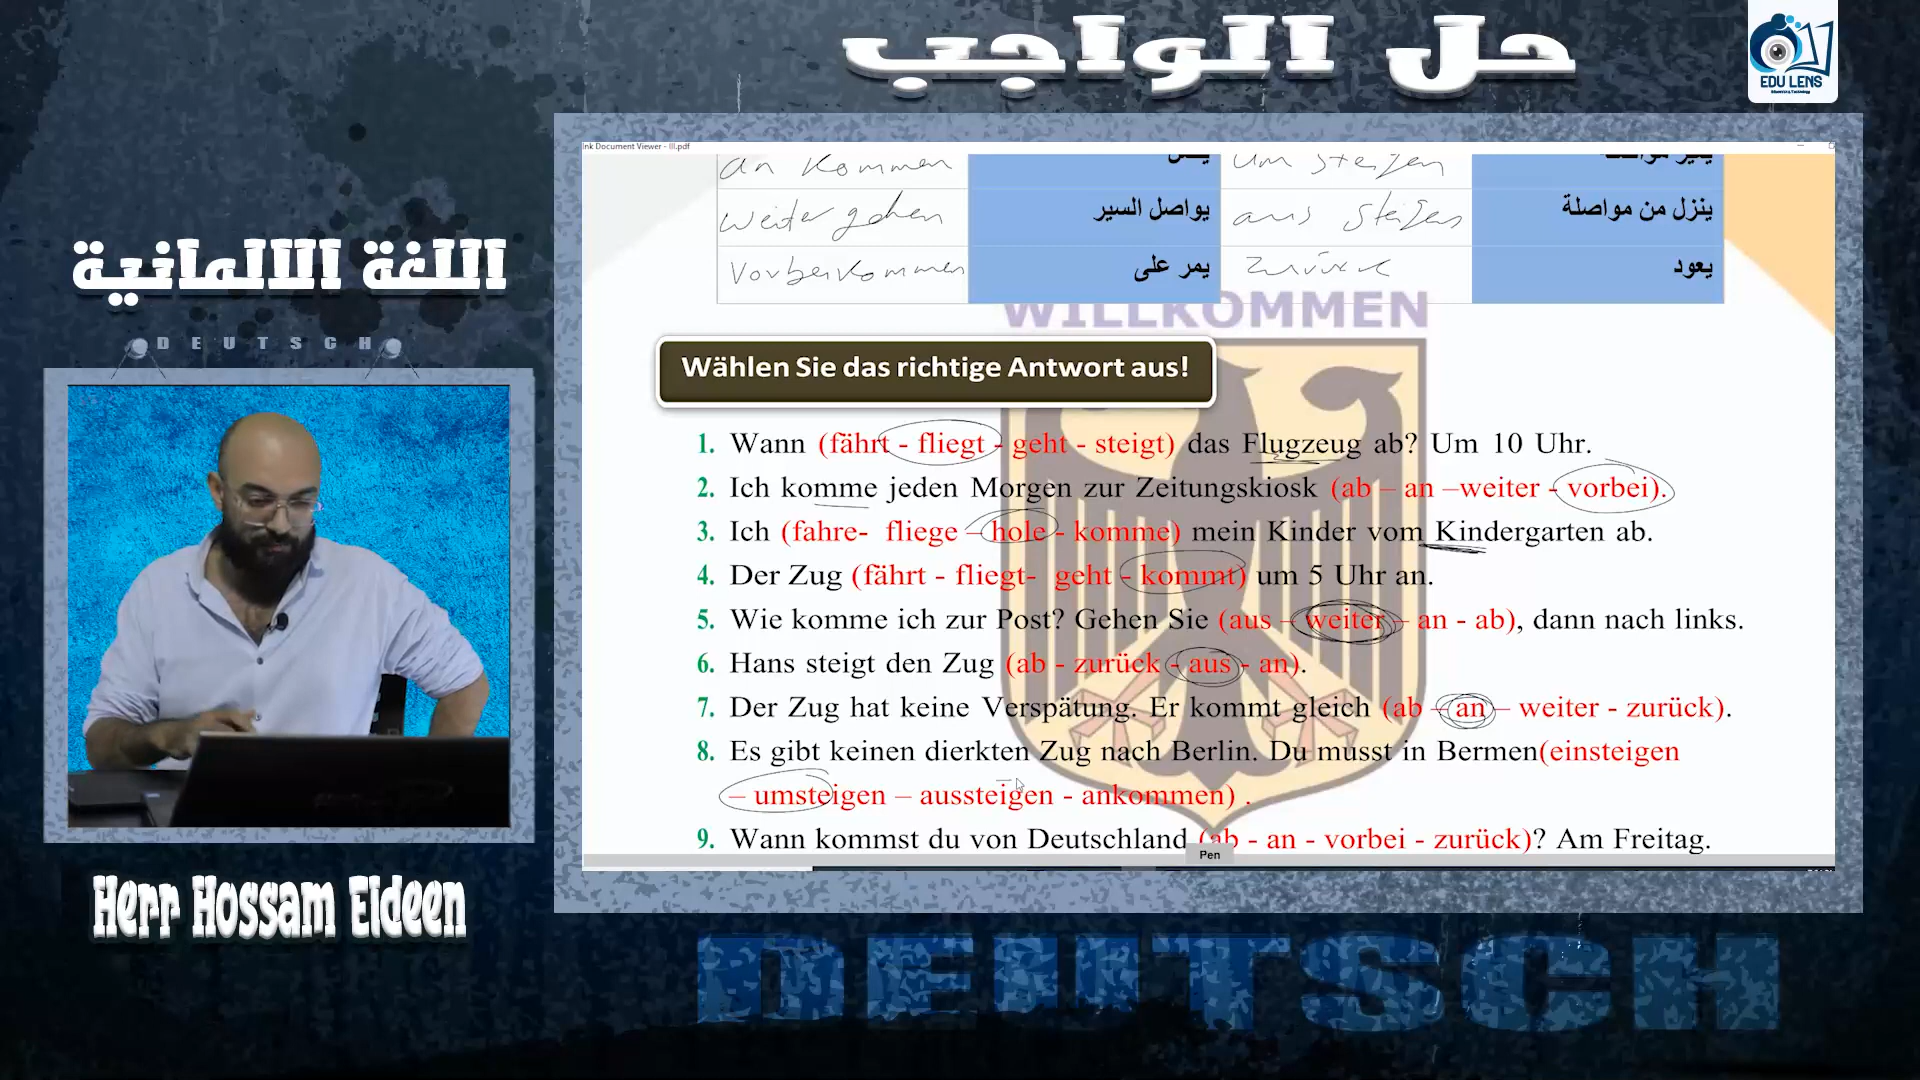 حل الواجب
EDU LENS
Ink Document Viewer - III.pdf
an kommen
um steigen
weiter gehen يواصل السير aus steigen ينزل من مواصلة
Vorbeikommen يمر على zurück يعود
WILLKOMMEN
Wählen Sie das richtige Antwort aus!
1. Wann (fährt - fliegt - geht - steigt) das Flugzeug ab? Um 10 Uhr.
2. Ich komme jeden Morgen zur Zeitungskiosk (ab – an –weiter - vorbei).
3. Ich (fahre- fliege – hole - komme) mein Kinder vom Kindergarten ab.
4. Der Zug (fährt - fliegt- geht - kommt) um 5 Uhr an.
5. Wie komme ich zur Post? Gehen Sie (aus – weiter – an - ab), dann nach links.
6. Hans steigt den Zug (ab - zurück - aus - an).
7. Der Zug hat keine Verspätung. Er kommt gleich (ab – an – weiter - zurück).
8. Es gibt keinen dierkten Zug nach Berlin. Du musst in Bermen(einsteigen
– umsteigen – aussteigen - ankommen) .
9. Wann kommst du von Deutschland (ab - an - vorbei - zurück)? Am Freitag.
Pen
اللغة الالمانية
DEUTSCH
Herr Hossam Eldeen
DEUTSCH